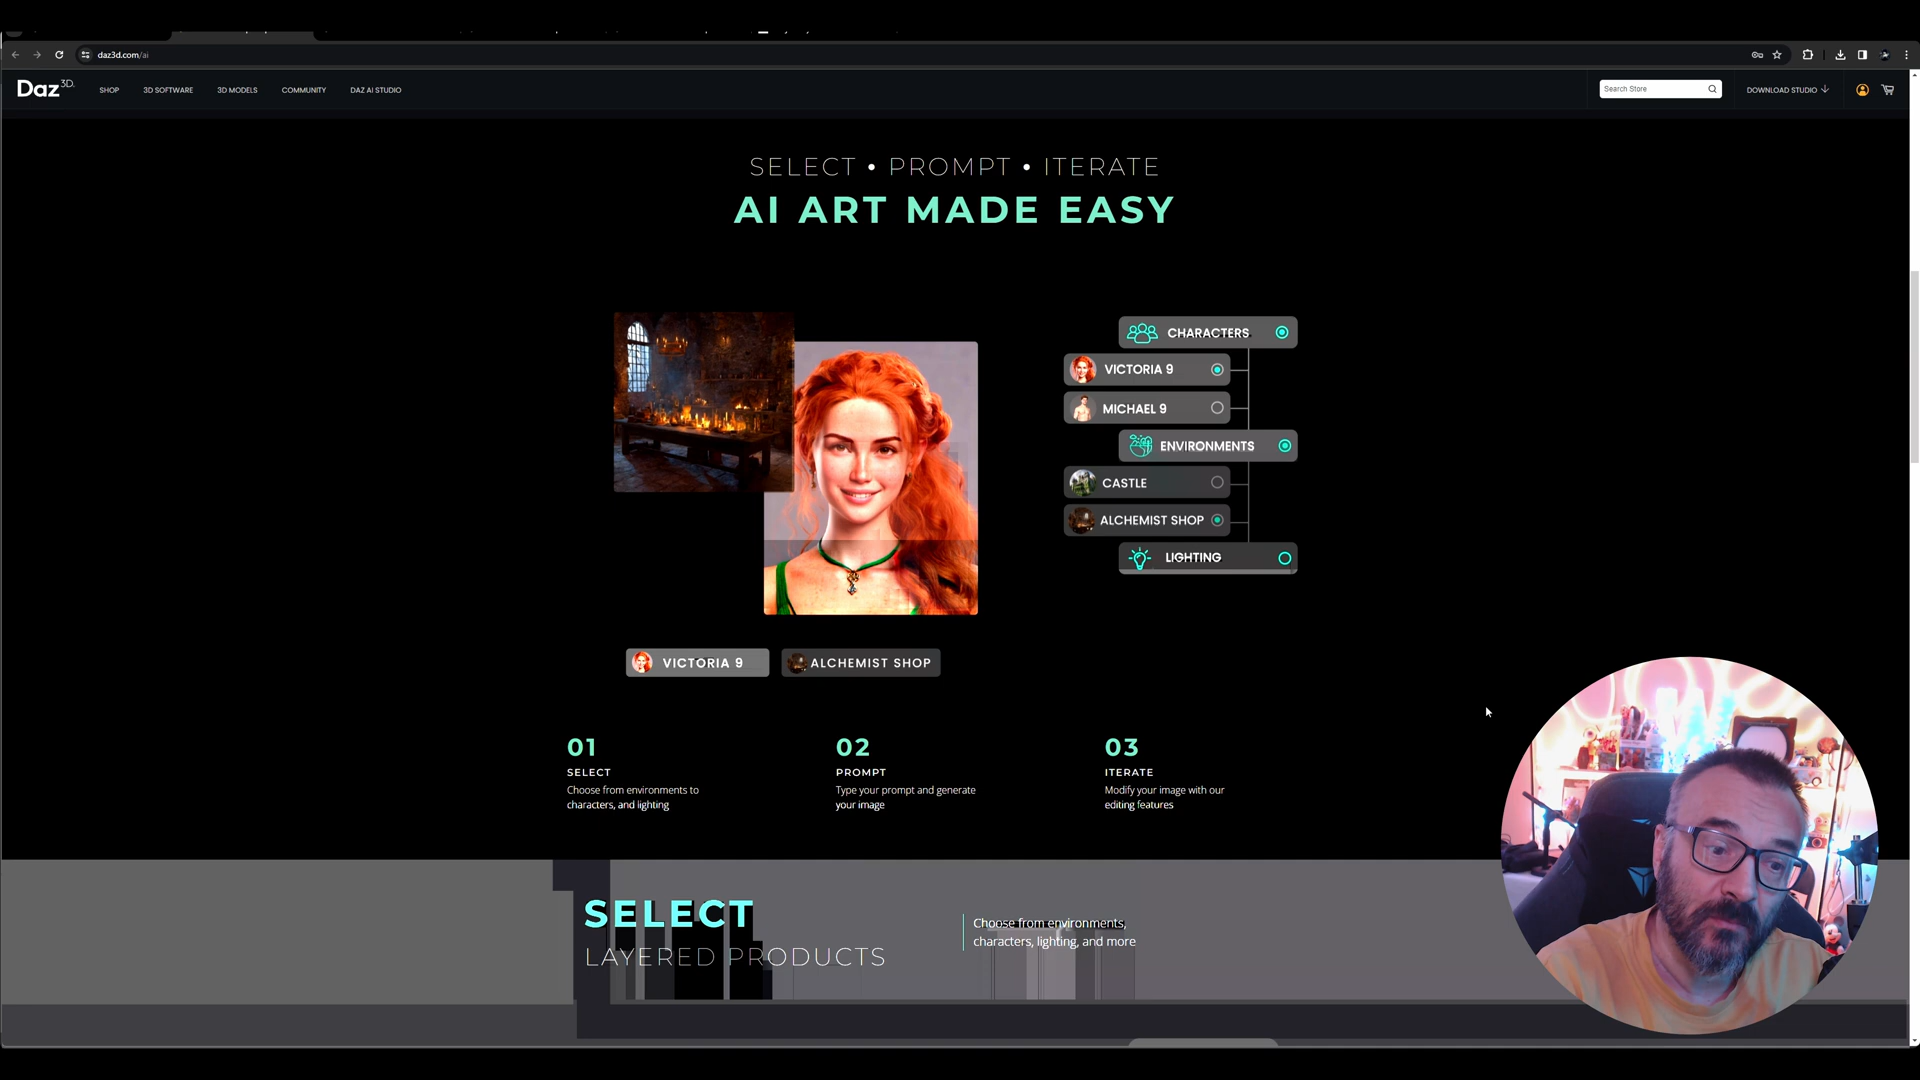 daz3d.com/ai
Daz 3D.
SHOP
3D SOFTWARE
3D MODELS
COMMUNITY
DAZ AI STUDIO
Search Store
DOWNLOAD STUDIO
SELECT • PROMPT • ITERATE
AI ART MADE EASY
CHARACTERS
VICTORIA 9
MICHAEL 9
ENVIRONMENTS
CASTLE
ALCHEMIST SHOP
LIGHTING
VICTORIA 9
ALCHEMIST SHOP
01
SELECT
Choose from environments to
characters, and lighting
02
PROMPT
Type your prompt and generate
your image
03
ITERATE
Modify your image with our
editing features
SELECT
LAYERED PRODUCTS
Choose from environments,
characters, lighting, and more